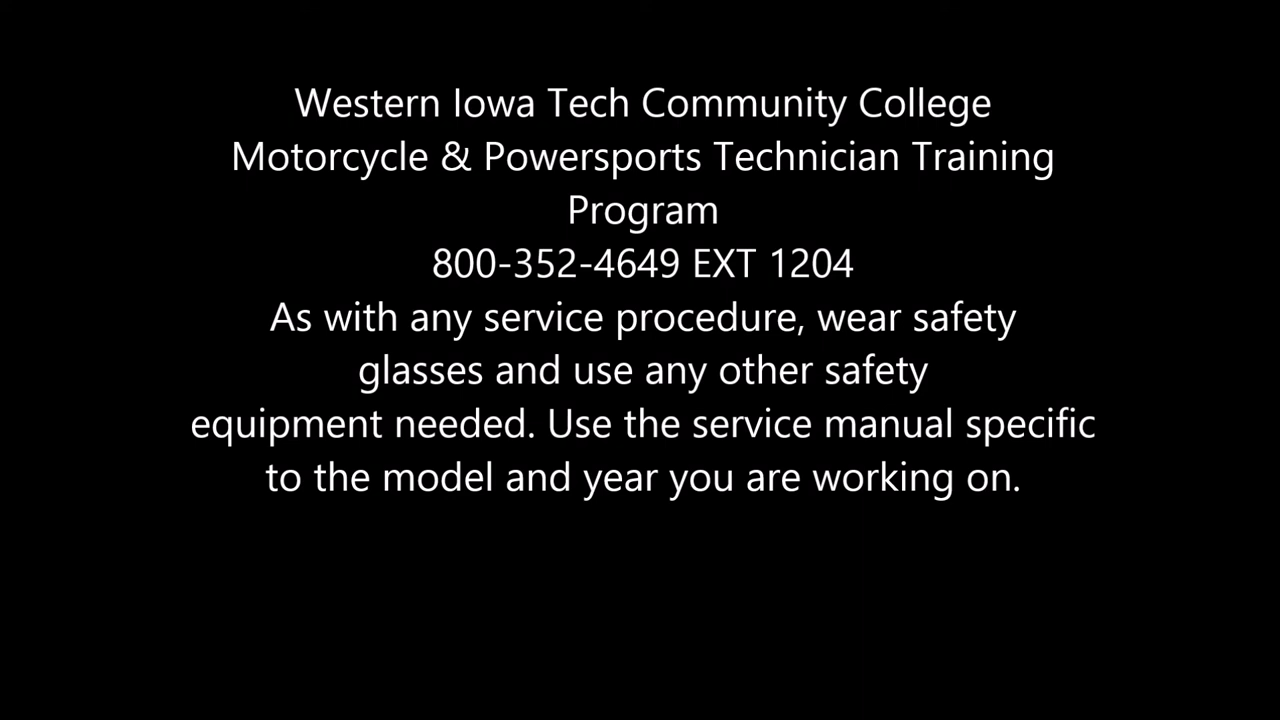 Western Iowa Tech Community College
Motorcycle & Powersports Technician Training
Program
800-352-4649 EXT 1204
As with any service procedure, wear safety
glasses and use any other safety
equipment needed. Use the service manual specific
to the model and year you are working on.